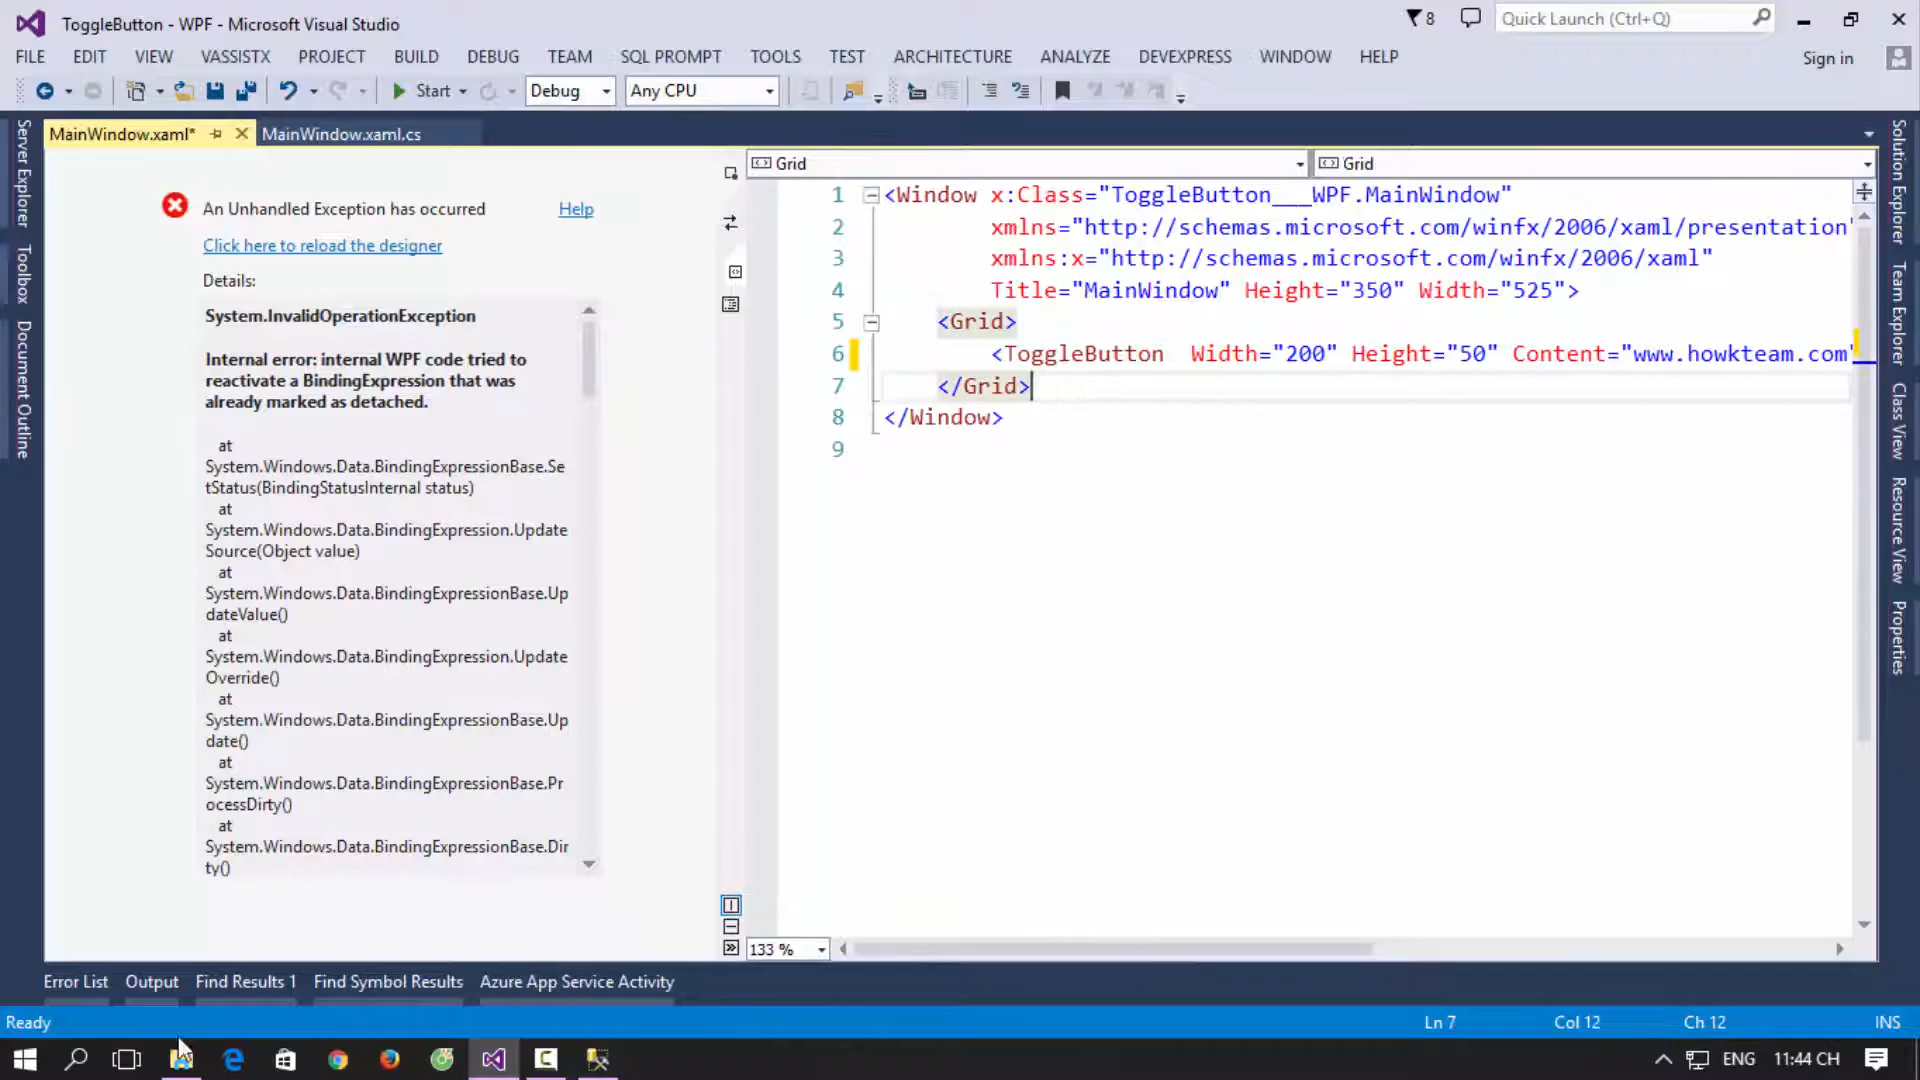 ToggleButton - WPF - Microsoft Visual Studio
8
Quick Launch (Ctrl+Q)
FILE EDIT VIEW VASSISTX PROJECT BUILD DEBUG TEAM SQL PROMPT TOOLS TEST ARCHITECTURE ANALYZE DEVEXPRESS WINDOW HELP
Sign in
Start Debug Any CPU
MainWindow.xaml* MainWindow.xaml.cs
Server Explorer
Toolbox
Document Outline
An Unhandled Exception has occurred Help
Click here to reload the designer
Details:
System.InvalidOperationException
Internal error: internal WPF code tried to
reactivate a BindingExpression that was
already marked as detached.
at
System.Windows.Data.BindingExpressionBase.Se
tStatus(BindingStatusInternal status)
at
System.Windows.Data.BindingExpression.Update
Source(Object value)
at
System.Windows.Data.BindingExpressionBase.Up
dateValue()
at
System.Windows.Data.BindingExpression.Update
Override()
at
System.Windows.Data.BindingExpressionBase.Up
date()
at
System.Windows.Data.BindingExpressionBase.Pr
ocessDirty()
at
System.Windows.Data.BindingExpressionBase.Dir
ty()
Grid Grid
1 <Window x:Class="ToggleButton___WPF.MainWindow"
2 xmlns="http://schemas.microsoft.com/winfx/2006/xaml/presentation"
3 xmlns:x="http://schemas.microsoft.com/winfx/2006/xaml"
4 Title="MainWindow" Height="350" Width="525">
5 <Grid>
6 <ToggleButton Width="200" Height="50" Content="www.howkteam.com"
7 </Grid>
8 </Window>
9
133 %
Solution Explorer
Team Explorer
Class View
Resource View
Properties
Error List Output Find Results 1 Find Symbol Results Azure App Service Activity
Ready Ln 7 Col 12 Ch 12 INS
ENG 11:44 CH